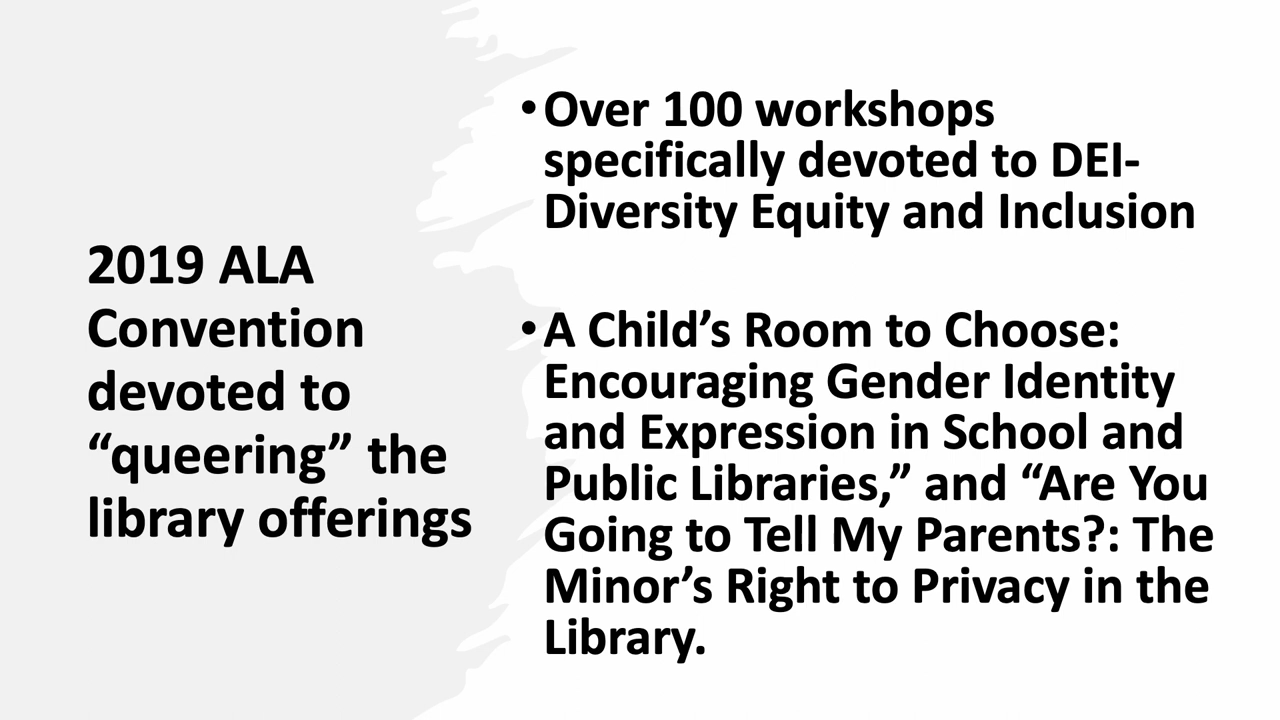 2019 ALA
Convention
devoted to
“queering” the
library offerings
•Over 100 workshops
specifically devoted to DEI-
Diversity Equity and Inclusion
•A Child’s Room to Choose:
Encouraging Gender Identity
and Expression in School and
Public Libraries,” and “Are You
Going to Tell My Parents?: The
Minor’s Right to Privacy in the
Library.